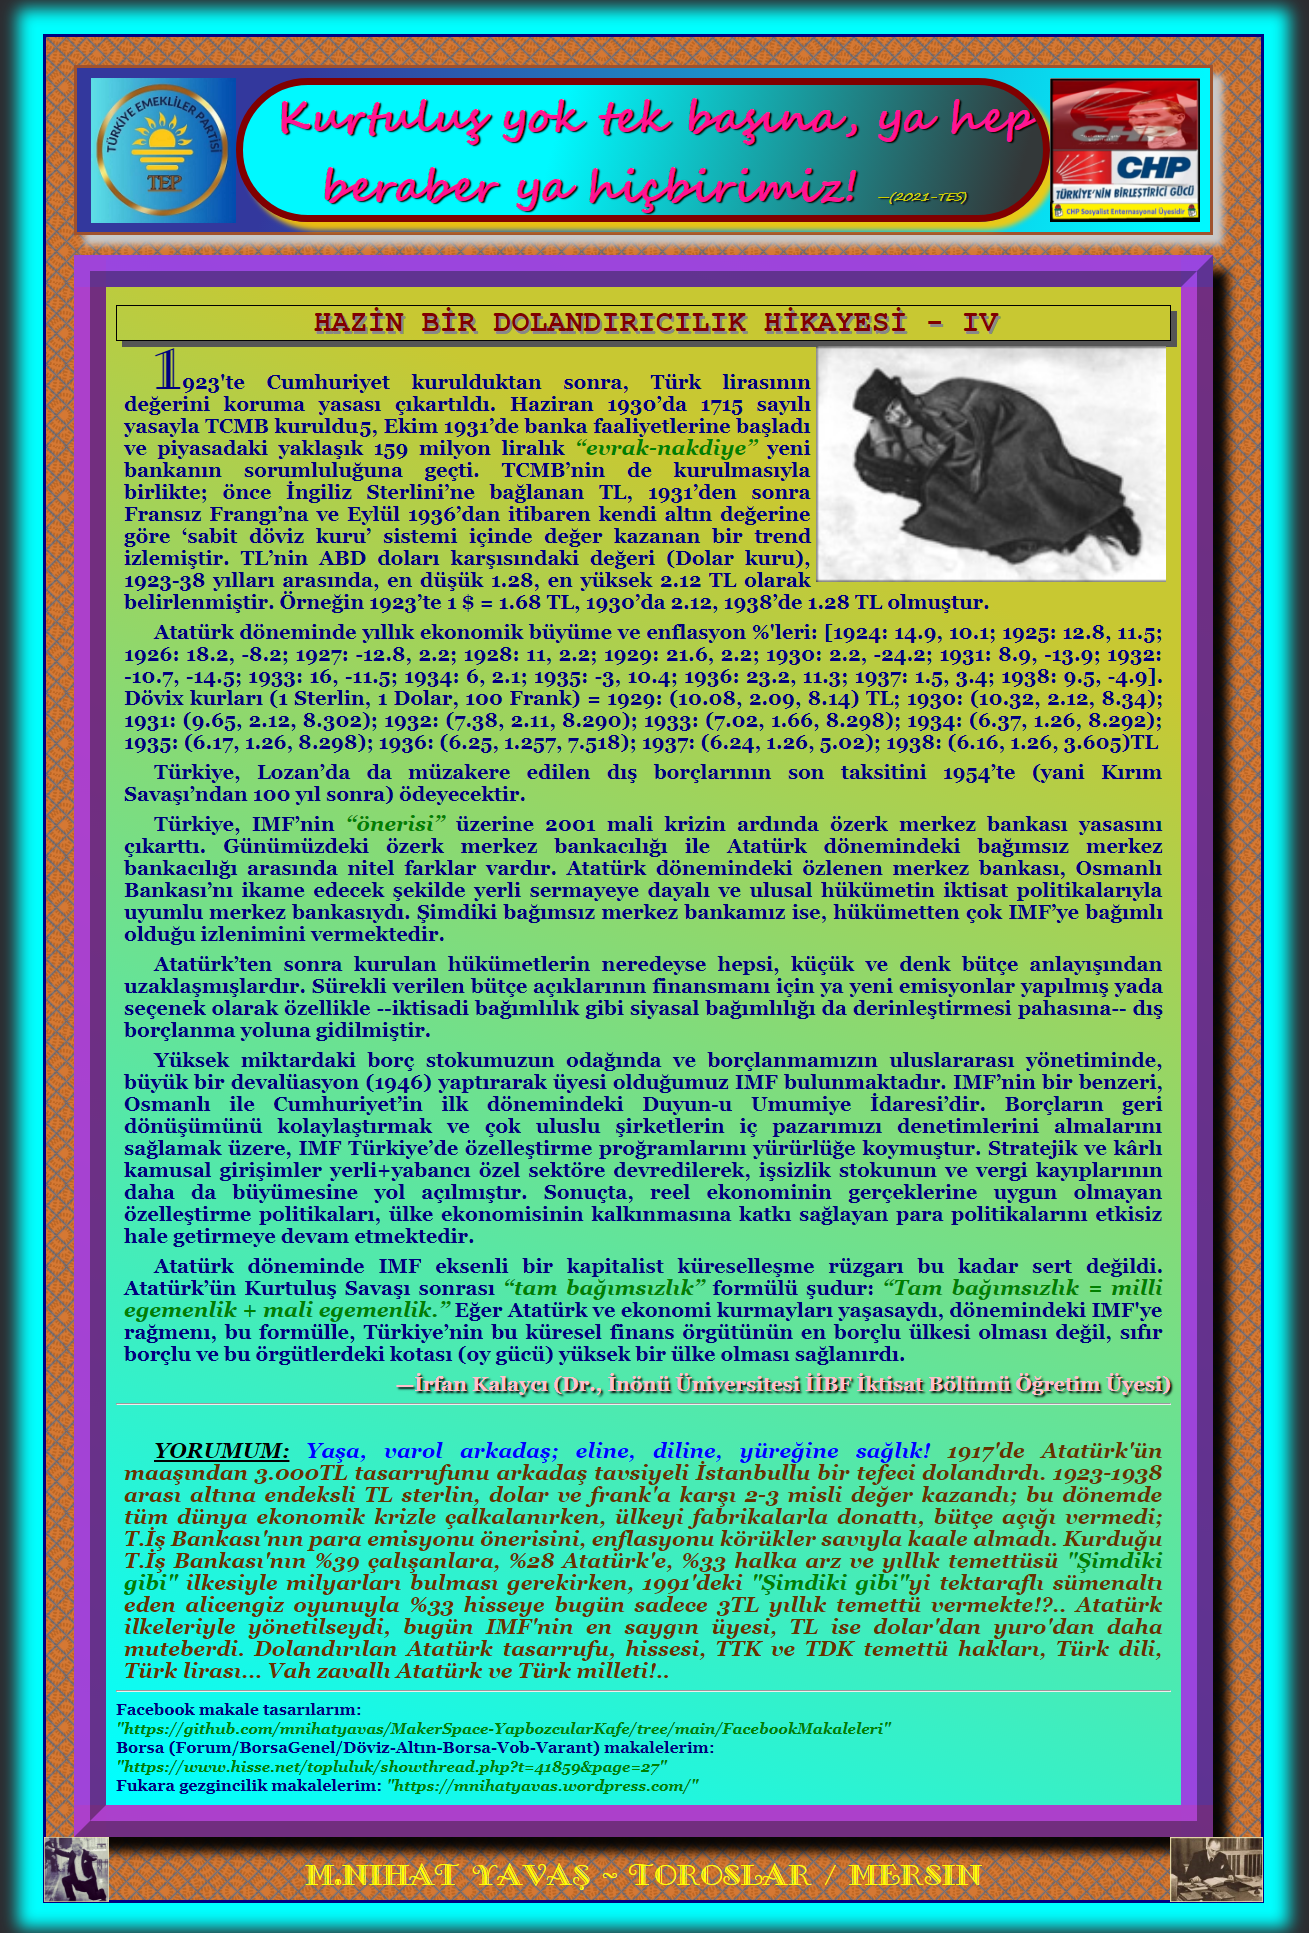 TÜRKİYE EMEKLİLER PARTİSİ
TEP
Kurtuluş yok tek başına, ya hep
beraber ya hiçbirimiz! —(2021-TES)
CHP
CHP
TÜRKİYE'NİN BİRLEŞTİRİCİ GÜCÜ
CHP Sosyalist Enternasyonal Üyesidir
HAZİN BİR DOLANDIRICILIK HİKAYESİ - IV
1923'te Cumhuriyet kurulduktan sonra, Türk lirasının
değerini koruma yasası çıkartıldı. Haziran 1930’da 1715 sayılı
yasayla TCMB kuruldu5, Ekim 1931’de banka faaliyetlerine başladı
ve piyasadaki yaklaşık 159 milyon liralık “evrak-nakdiye” yeni
bankanın sorumluluğuna geçti. TCMB’nin de kurulmasıyla
birlikte; önce İngiliz Sterlini’ne bağlanan TL, 1931’den sonra
Fransız Frangı’na ve Eylül 1936’dan itibaren kendi altın değerine
göre ‘sabit döviz kuru’ sistemi içinde değer kazanan bir trend
izlemiştir. TL’nin ABD doları karşısındaki değeri (Dolar kuru),
1923-38 yılları arasında, en düşük 1.28, en yüksek 2.12 TL olarak
belirlenmiştir. Örneğin 1923’te 1 $ = 1.68 TL, 1930’da 2.12, 1938’de 1.28 TL olmuştur.
Atatürk döneminde yıllık ekonomik büyüme ve enflasyon %'leri: [1924: 14.9, 10.1; 1925: 12.8, 11.5;
1926: 18.2, -8.2; 1927: -12.8, 2.2; 1928: 11, 2.2; 1929: 21.6, 2.2; 1930: 2.2, -24.2; 1931: 8.9, -13.9; 1932:
-10.7, -14.5; 1933: 16, -11.5; 1934: 6, 2.1; 1935: -3, 10.4; 1936: 23.2, 11.3; 1937: 1.5, 3.4; 1938: 9.5, -4.9].
Dövix kurları (1 Sterlin, 1 Dolar, 100 Frank) = 1929: (10.08, 2.09, 8.14) TL; 1930: (10.32, 2.12, 8.34);
1931: (9.65, 2.12, 8.302); 1932: (7.38, 2.11, 8.290); 1933: (7.02, 1.66, 8.298); 1934: (6.37, 1.26, 8.292);
1935: (6.17, 1.26, 8.298); 1936: (6.25, 1.257, 7.518); 1937: (6.24, 1.26, 5.02); 1938: (6.16, 1.26, 3.605)TL
Türkiye, Lozan’da da müzakere edilen dış borçlarının son taksitini 1954’te (yani Kırım
Savaşı’ndan 100 yıl sonra) ödeyecektir.
Türkiye, IMF’nin “önerisi” üzerine 2001 mali krizin ardında özerk merkez bankası yasasını
çıkarttı. Günümüzdeki özerk merkez bankacılığı ile Atatürk dönemindeki bağımsız merkez
bankacılığı arasında nitel farklar vardır. Atatürk dönemindeki özlenen merkez bankası, Osmanlı
Bankası’nı ikame edecek şekilde yerli sermayeye dayalı ve ulusal hükümetin iktisat politikalarıyla
uyumlu merkez bankasıydı. Şimdiki bağımsız merkez bankamız ise, hükümetten çok IMF’ye bağımlı
olduğu izlenimini vermektedir.
Atatürk’ten sonra kurulan hükümetlerin neredeyse hepsi, küçük ve denk bütçe anlayışından
uzaklaşmışlardır. Sürekli verilen bütçe açıklarının finansmanı için ya yeni emisyonlar yapılmış yada
seçenek olarak özellikle --iktisadi bağımlılık gibi siyasal bağımlılığı da derinleştirmesi pahasına-- dış
borçlanma yoluna gidilmiştir.
Yüksek miktardaki borç stokumuzun odağında ve borçlanmamızın uluslararası yönetiminde,
büyük bir devalüasyon (1946) yaptırarak üyesi olduğumuz IMF bulunmaktadır. IMF’nin bir benzeri,
Osmanlı ile Cumhuriyet’in ilk dönemindeki Duyun-u Umumiye İdaresi’dir. Borçların geri
dönüşümünü kolaylaştırmak ve çok uluslu şirketlerin iç pazarımızı denetimlerini almalarını
sağlamak üzere, IMF Türkiye’de özelleştirme proğramlarını yürürlüğe koymuştur. Stratejik ve kârlı
kamusal girişimler yerli+yabancı özel sektöre devredilerek, işsizlik stokunun ve vergi kayıplarının
daha da büyümesine yol açılmıştır. Sonuçta, reel ekonominin gerçeklerine uygun olmayan
özelleştirme politikaları, ülke ekonomisinin kalkınmasına katkı sağlayan para politikalarını etkisiz
hale getirmeye devam etmektedir.
Atatürk döneminde IMF eksenli bir kapitalist küreselleşme rüzgarı bu kadar sert değildi.
Atatürk’ün Kurtuluş Savaşı sonrası “tam bağımsızlık” formülü şudur: “Tam bağımsızlık = milli
egemenlik + mali egemenlik.” Eğer Atatürk ve ekonomi kurmayları yaşasaydı, dönemindeki IMF'ye
rağmenı, bu formülle, Türkiye’nin bu küresel finans örgütünün en borçlu ülkesi olması değil, sıfır
borçlu ve bu örgütlerdeki kotası (oy gücü) yüksek bir ülke olması sağlanırdı.
—İrfan Kalaycı (Dr., İnönü Üniversitesi İİBF İktisat Bölümü Öğretim Üyesi)
YORUMUM: Yaşa, varol arkadaş; eline, diline, yüreğine sağlık! 1917'de Atatürk'ün
maaşından 3.000TL tasarrufunu arkadaş tavsiyeli İstanbullu bir tefeci dolandırdı. 1923-1938
arası altına endeksli TL sterlin, dolar ve frank'a karşı 2-3 misli değer kazandı; bu dönemde
tüm dünya ekonomik krizle çalkalanırken, ülkeyi fabrikalarla donattı, bütçe açığı vermedi;
T.İş Bankası'nın para emisyonu önerisini, enflasyonu körükler savıyla kaale almadı. Kurduğu
T.İş Bankası'nın %39 çalışanlara, %28 Atatürk'e, %33 halka arz ve yıllık temettüsü "Şimdiki
gibi" ilkesiyle milyarları bulması gerekirken, 1991'deki "Şimdiki gibi"yi tektaraflı sümenaltı
eden alicengiz oyunuyla %33 hisseye bugün sadece 3TL yıllık temettü vermekte!?.. Atatürk
ilkeleriyle yönetilseydi, bugün IMF'nin en saygın üyesi, TL ise dolar'dan yuro'dan daha
muteberdi. Dolandırılan Atatürk tasarrufu, hissesi, TTK ve TDK temettü hakları, Türk dili,
Türk lirası... Vah zavallı Atatürk ve Türk milleti!..
Facebook makale tasarılarım:
"https://github.com/mnihatyavas/MakerSpace-YapbozcularKafe/tree/main/FacebookMakaleleri"
Borsa (Forum/BorsaGenel/Döviz-Altın-Borsa-Vob-Varant) makalelerim:
"https://www.hisse.net/topluluk/showthread.php?t=41859&page=27"
Fukara gezgincilik makalelerim: "https://mnihatyavas.wordpress.com/"
M.NIHAT YAVAŞ ~ TOROSLAR / MERSIN